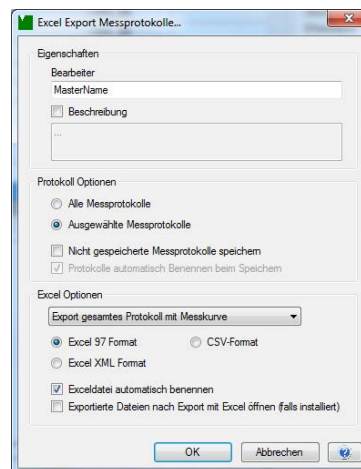 Excel Export Messprotokolle...
Eigenschaften
Bearbeiter
MasterName
Beschreibung
...
Protokoll Optionen
Alle Messprotokolle
Ausgewählte Messprotokolle
Nicht gespeicherte Messprotokolle speichern
Protokolle automatisch Benennen beim Speichern
Excel Optionen
Export gesamtes Protokoll mit Messkurve
Excel 97 Format CSV-Format
Excel XML Format
Exceldatei automatisch benennen
Exportierte Dateien nach Export mit Excel öffnen (falls installiert)
OK Abbrechen ?